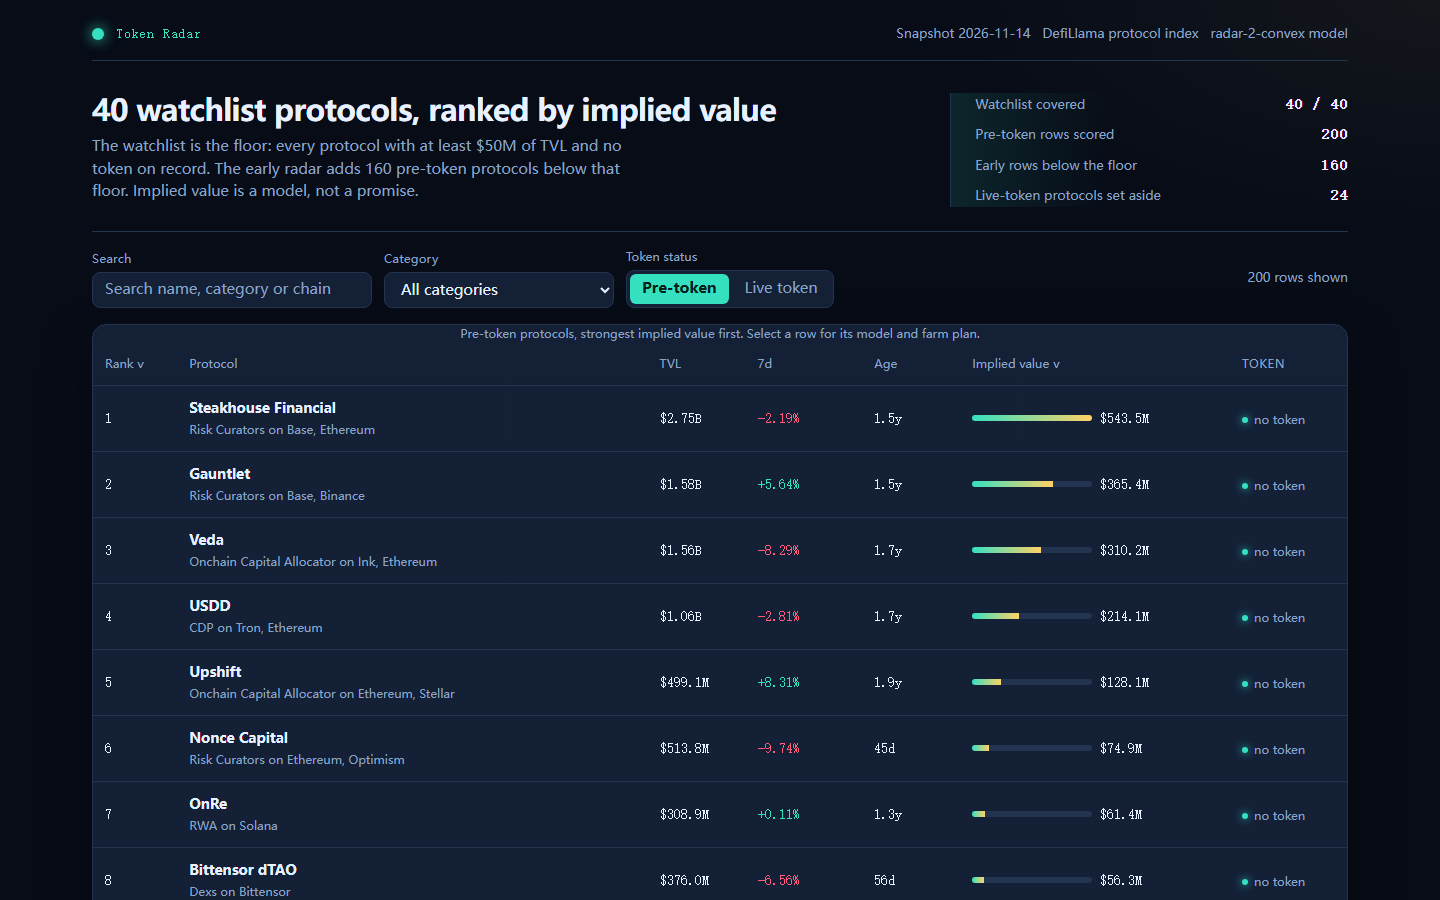 Token Radar
Snapshot 2026-11-14 DefiLlama protocol index radar-2-convex model
40 watchlist protocols, ranked by implied value
The watchlist is the floor: every protocol with at least $50M of TVL and no
token on record. The early radar adds 160 pre-token protocols below that
floor. Implied value is a model, not a promise.
Watchlist covered 40 / 40
Pre-token rows scored 200
Early rows below the floor 160
Live-token protocols set aside 24
Search Category Token status
Search name, category or chain All categories Pre-token Live token 200 rows shown
Pre-token protocols, strongest implied value first. Select a row for its model and farm plan.
Rank v Protocol TVL 7d Age Implied value v TOKEN
1 Steakhouse Financial $2.75B −2.19% 1.5y $543.5M no token
Risk Curators on Base, Ethereum
2 Gauntlet $1.58B +5.64% 1.5y $365.4M no token
Risk Curators on Base, Binance
3 Veda $1.56B −8.29% 1.7y $310.2M no token
Onchain Capital Allocator on Ink, Ethereum
4 USDD $1.06B −2.81% 1.7y $214.1M no token
CDP on Tron, Ethereum
5 Upshift $499.1M +8.31% 1.9y $128.1M no token
Onchain Capital Allocator on Ethereum, Stellar
6 Nonce Capital $513.8M −9.74% 45d $74.9M no token
Risk Curators on Ethereum, Optimism
7 OnRe $308.9M +0.11% 1.3y $61.4M no token
RWA on Solana
8 Bittensor dTAO $376.0M −6.56% 56d $56.3M no token
Dexs on Bittensor